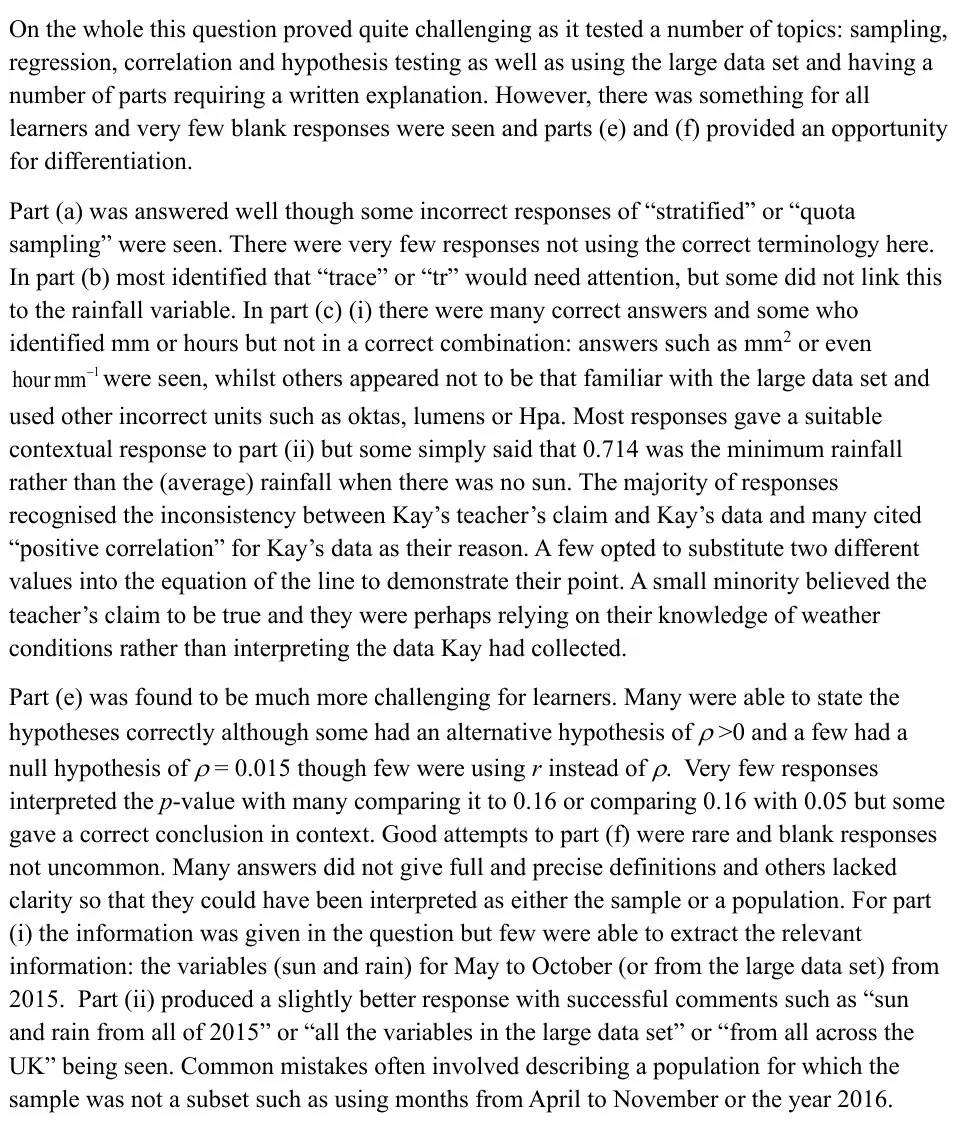 On the whole this question proved quite challenging as it tested a number of topics: sampling,
regression, correlation and hypothesis testing as well as using the large data set and having a
number of parts requiring a written explanation. However, there was something for all
learners and very few blank responses were seen and parts (e) and (f) provided an opportunity
for differentiation.
Part (a) was answered well though some incorrect responses of “stratified” or “quota
sampling” were seen. There were very few responses not using the correct terminology here.
In part (b) most identified that “trace” or “tr” would need attention, but some did not link this
to the rainfall variable. In part (c) (i) there were many correct answers and some who
identified mm or hours but not in a correct combination: answers such as mm² or even
hour mm⁻¹ were seen, whilst others appeared not to be that familiar with the large data set and
used other incorrect units such as oktas, lumens or Hpa. Most responses gave a suitable
contextual response to part (ii) but some simply said that 0.714 was the minimum rainfall
rather than the (average) rainfall when there was no sun. The majority of responses
recognised the inconsistency between Kay’s teacher’s claim and Kay’s data and many cited
“positive correlation” for Kay’s data as their reason. A few opted to substitute two different
values into the equation of the line to demonstrate their point. A small minority believed the
teacher’s claim to be true and they were perhaps relying on their knowledge of weather
conditions rather than interpreting the data Kay had collected.
Part (e) was found to be much more challenging for learners. Many were able to state the
hypotheses correctly although some had an alternative hypothesis of ρ >0 and a few had a
null hypothesis of ρ = 0.015 though few were using r instead of ρ. Very few responses
interpreted the p-value with many comparing it to 0.16 or comparing 0.16 with 0.05 but some
gave a correct conclusion in context. Good attempts to part (f) were rare and blank responses
not uncommon. Many answers did not give full and precise definitions and others lacked
clarity so that they could have been interpreted as either the sample or a population. For part
(i) the information was given in the question but few were able to extract the relevant
information: the variables (sun and rain) for May to October (or from the large data set) from
2015. Part (ii) produced a slightly better response with successful comments such as “sun
and rain from all of 2015” or “all the variables in the large data set” or “from all across the
UK” being seen. Common mistakes often involved describing a population for which the
sample was not a subset such as using months from April to November or the year 2016.